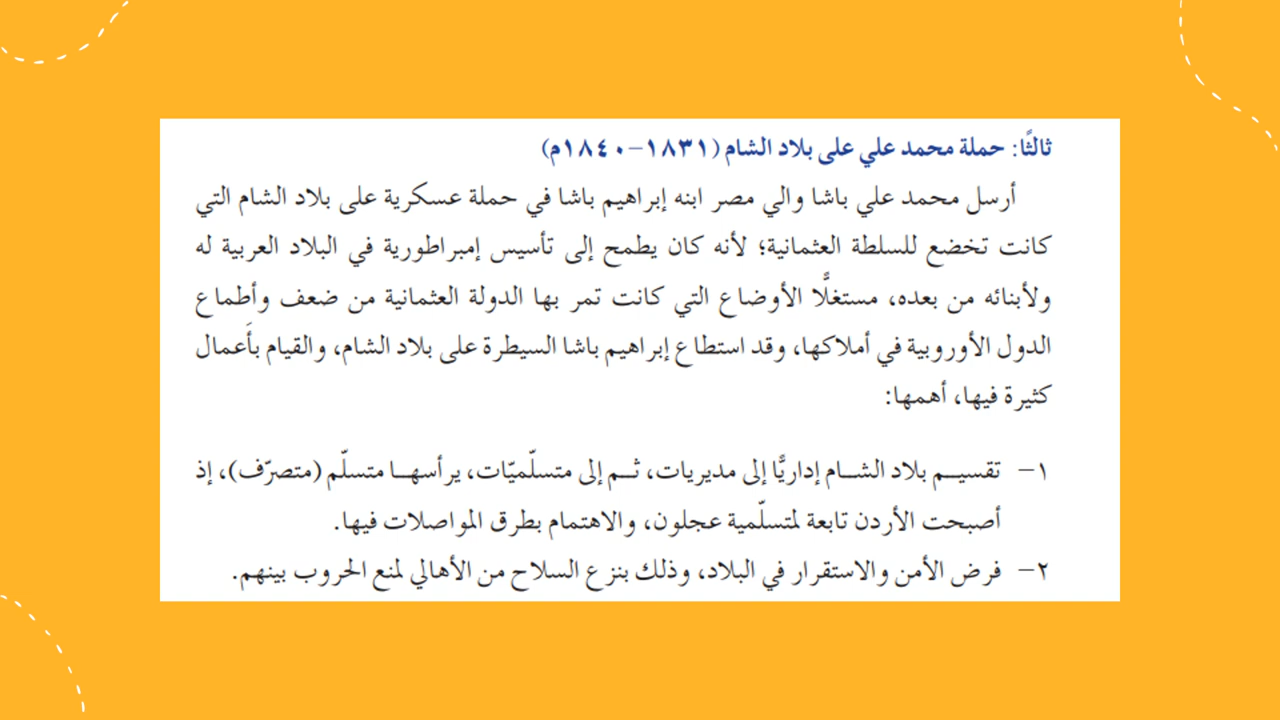 ثالثًا: حملة محمد علي على بلاد الشام (١٨٣١-١٨٤٠م)
أرسل محمد علي باشا والي مصر ابنه إبراهيم باشا في حملة عسكرية على بلاد الشام التي
كانت تخضع للسلطة العثمانية؛ لأنه كان يطمح إلى تأسيس إمبراطورية في البلاد العربية له
ولأبنائه من بعده، مستغلًّا الأوضاع التي كانت تمر بها الدولة العثمانية من ضعف وأطماع
الدول الأوروبية في أملاكها، وقد استطاع إبراهيم باشا السيطرة على بلاد الشام، والقيام بأَعمال
كثيرة فيها، أهمها:
١- تقسيم بلاد الشام إداريًّا إلى مديريات، ثم إلى متسلّميّات، يرأسها متسلّم (متصرّف)، إذ
أصبحت الأردن تابعة لمتسلّمية عجلون، والاهتمام بطرق المواصلات فيها.
٢- فرض الأمن والاستقرار في البلاد، وذلك بنزع السلاح من الأهالي لمنع الحروب بينهم.